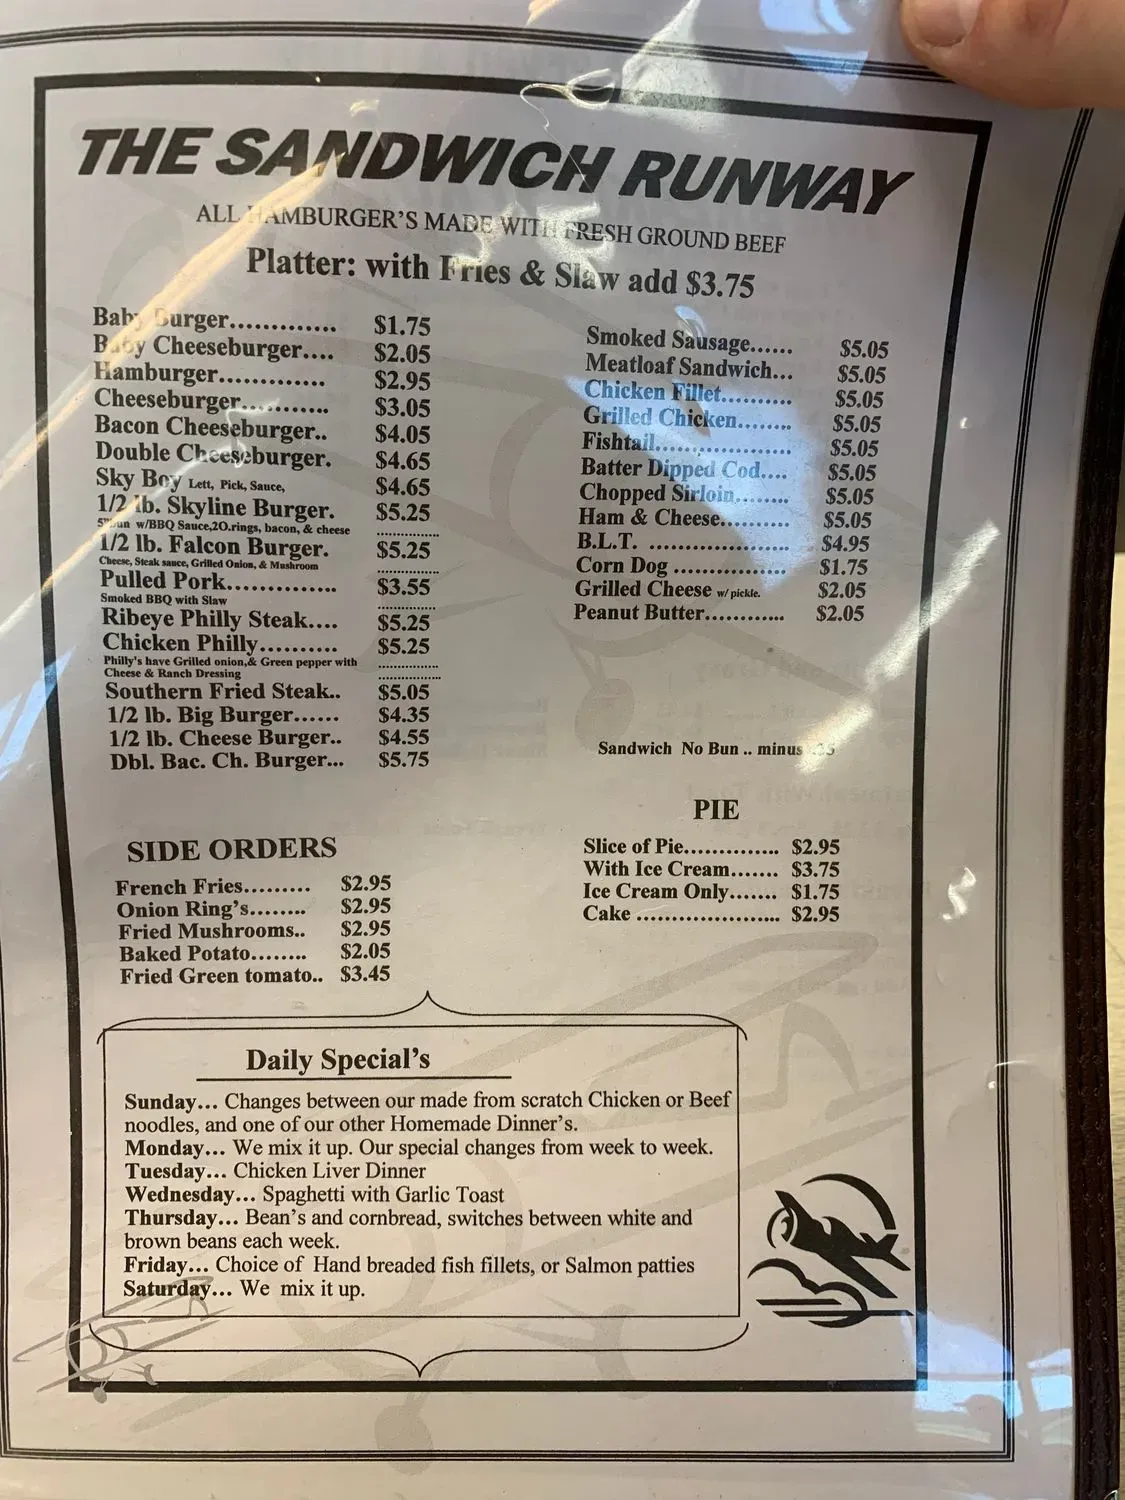 THE SANDWICH RUNWAY
ALL HAMBURGER'S MADE WITH FRESH GROUND BEEF
Platter: with Fries & Slaw add $3.75
Baby Burger............. $1.75
Baby Cheeseburger.... $2.05
Hamburger............. $2.95
Cheeseburger........... $3.05
Bacon Cheeseburger.. $4.05
Double Cheeseburger. $4.65
Sky Boy Lett, Pick, Sauce, $4.65
1/2 lb. Skyline Burger. $5.25
5" bun w/BBQ Sauce,2O.rings, bacon, & cheese ................
1/2 lb. Falcon Burger. $5.25
Cheese, Steak sauce, Grilled Onion, & Mushroom ................
Pulled Pork.............. $3.55
Smoked BBQ with Slaw ................
Ribeye Philly Steak.... $5.25
Chicken Philly.......... $5.25
Philly's have Grilled onion,& Green pepper with ................
Cheese & Ranch Dressing ................
Southern Fried Steak.. $5.05
1/2 lb. Big Burger...... $4.35
1/2 lb. Cheese Burger.. $4.55
Dbl. Bac. Ch. Burger... $5.75
Smoked Sausage...... $5.05
Meatloaf Sandwich... $5.05
Chicken Fillet.......... $5.05
Grilled Chicken........ $5.05
Fishtail................... $5.05
Batter Dipped Cod.... $5.05
Chopped Sirloin........ $5.05
Ham & Cheese.......... $5.05
B.L.T. ..................... $4.95
Corn Dog ................. $1.75
Grilled Cheese w/ pickle. $2.05
Peanut Butter............ $2.05
Sandwich No Bun .. minus
SIDE ORDERS
French Fries......... $2.95
Onion Ring's........ $2.95
Fried Mushrooms.. $2.95
Baked Potato........ $2.05
Fried Green tomato.. $3.45
PIE
Slice of Pie.............. $2.95
With Ice Cream....... $3.75
Ice Cream Only....... $1.75
Cake ..................... $2.95
Daily Special's
Sunday... Changes between our made from scratch Chicken or Beef
noodles, and one of our other Homemade Dinner's.
Monday... We mix it up. Our special changes from week to week.
Tuesday... Chicken Liver Dinner
Wednesday... Spaghetti with Garlic Toast
Thursday... Bean's and cornbread, switches between white and
brown beans each week.
Friday... Choice of Hand breaded fish fillets, or Salmon patties
Saturday... We mix it up.